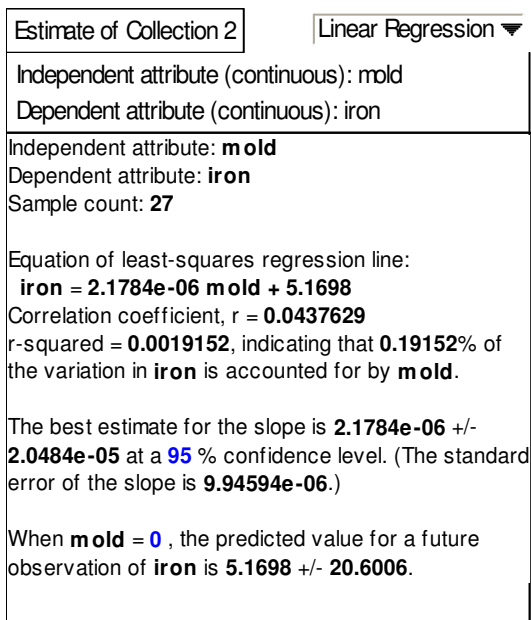 Estimate of Collection 2
Linear Regression
Independent attribute (continuous): mold
Dependent attribute (continuous): iron
Independent attribute: mold
Dependent attribute: iron
Sample count: 27
Equation of least-squares regression line:
iron = 2.1784e-06 mold + 5.1698
Correlation coefficient, r = 0.0437629
r-squared = 0.0019152, indicating that 0.19152% of
the variation in iron is accounted for by mold.
The best estimate for the slope is 2.1784e-06 +/-
2.0484e-05 at a 95 % confidence level. (The standard
error of the slope is 9.94594e-06.)
When mold = 0 , the predicted value for a future
observation of iron is 5.1698 +/- 20.6006.